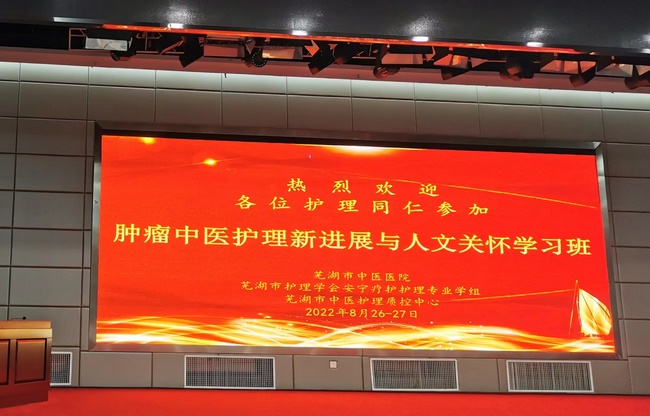 热烈欢迎
各位护理同仁参加
肿瘤中医护理新进展与人文关怀学习班
芜湖市中医医院
芜湖市护理学会安宁疗护护理专业学组
芜湖市中医护理质控中心
2022年8月26-27日